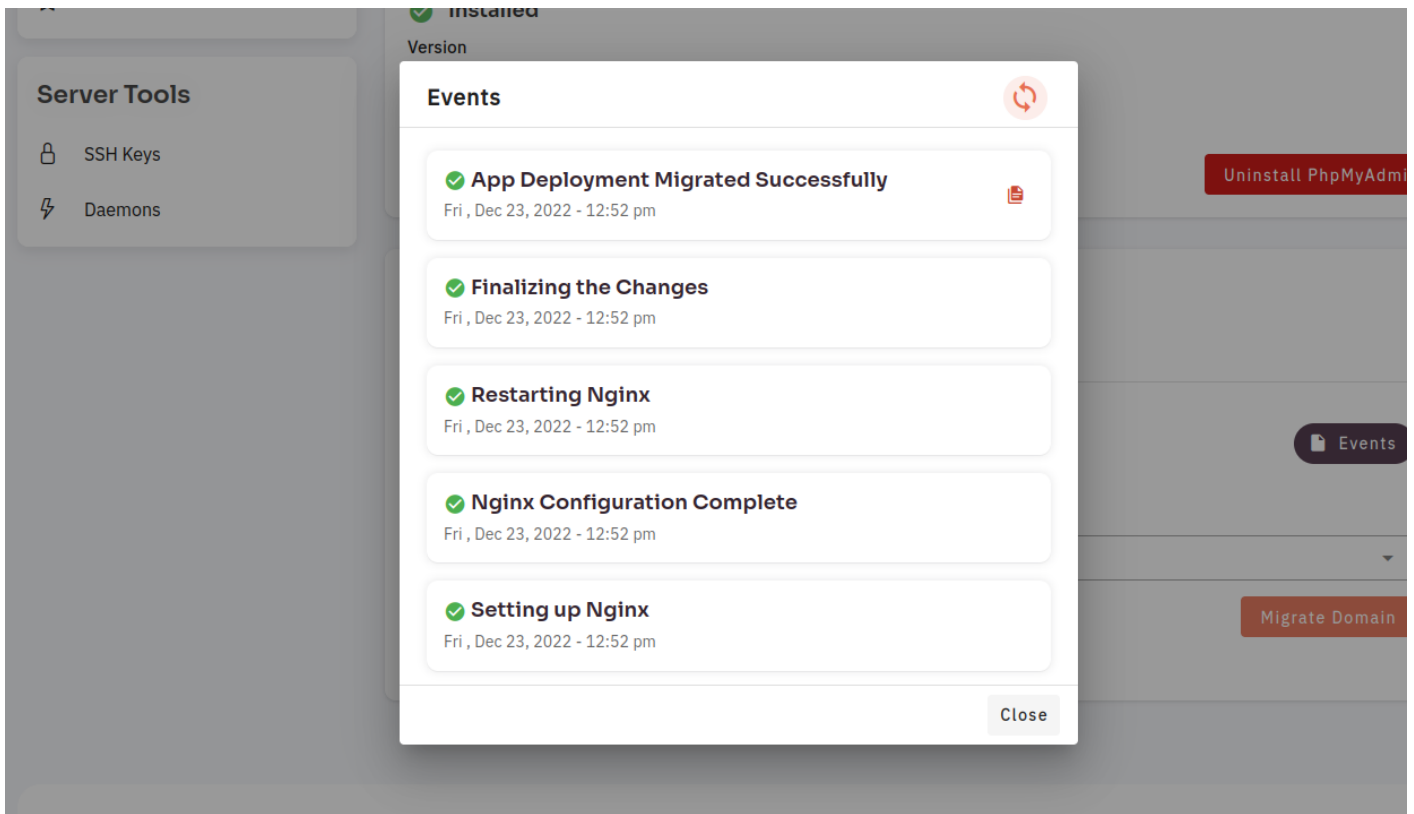 Installed
Version
Server Tools
SSH Keys
Daemons
Events
App Deployment Migrated Successfully
Fri , Dec 23, 2022 - 12:52 pm
Finalizing the Changes
Fri , Dec 23, 2022 - 12:52 pm
Restarting Nginx
Fri , Dec 23, 2022 - 12:52 pm
Nginx Configuration Complete
Fri , Dec 23, 2022 - 12:52 pm
Setting up Nginx
Fri , Dec 23, 2022 - 12:52 pm
Close
Uninstall PhpMyAdmi
Events
Migrate Domain